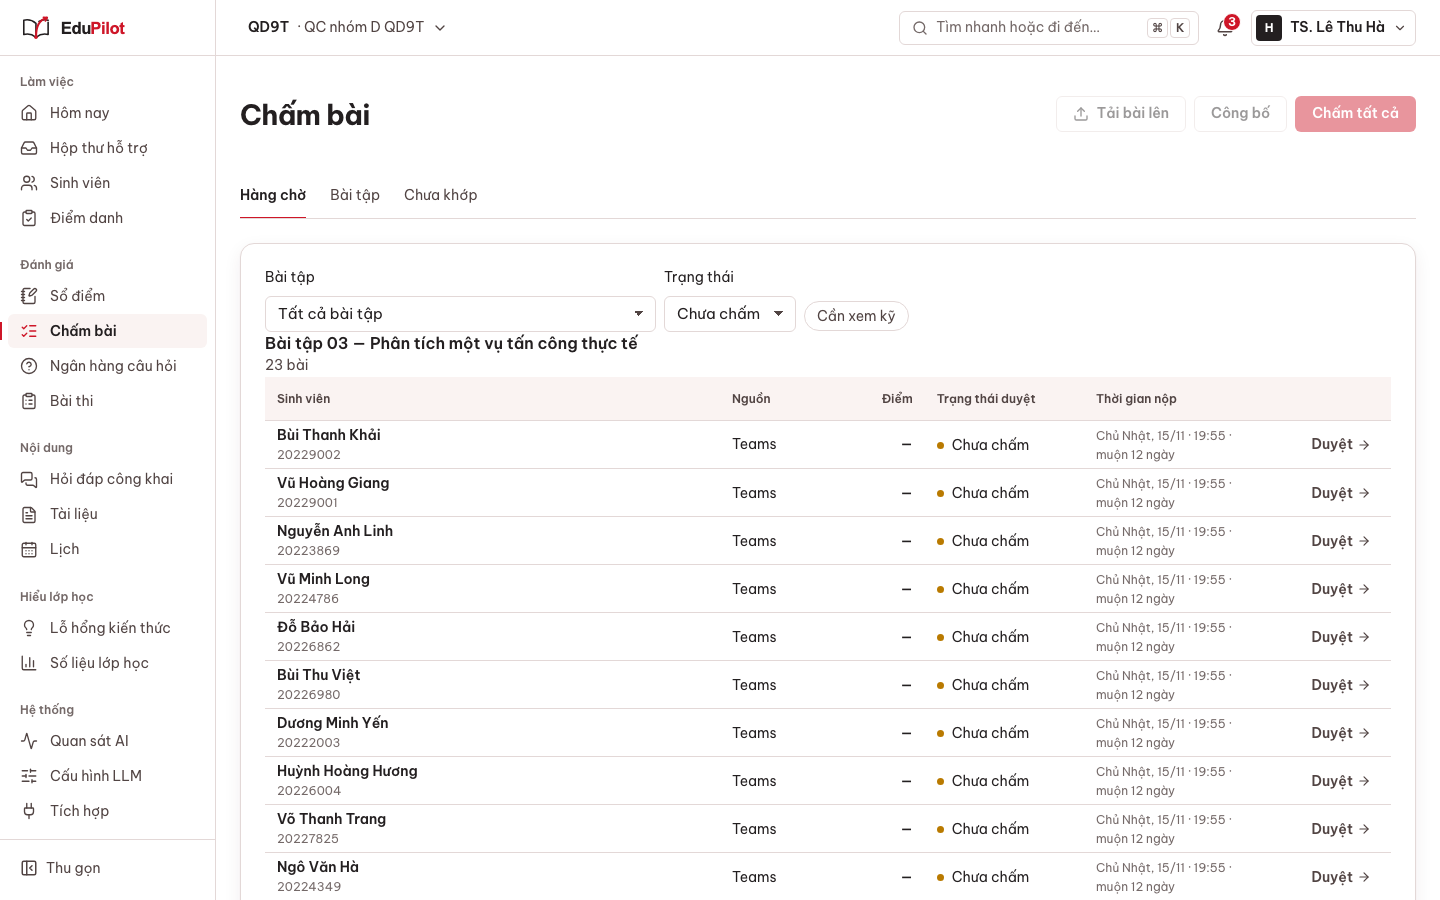 EduPilot
QD9T · QC nhóm D QD9T
Tìm nhanh hoặc đi đến...
⌘ K
3
H TS. Lê Thu Hà
Làm việc
Hôm nay
Hộp thư hỗ trợ
Sinh viên
Điểm danh
Đánh giá
Sổ điểm
Chấm bài
Ngân hàng câu hỏi
Bài thi
Nội dung
Hỏi đáp công khai
Tài liệu
Lịch
Hiểu lớp học
Lỗ hổng kiến thức
Số liệu lớp học
Hệ thống
Quan sát AI
Cấu hình LLM
Tích hợp
Thu gọn
Chấm bài
Tải bài lên
Công bố
Chấm tất cả
Hàng chờ Bài tập Chưa khớp
Bài tập Trạng thái
Tất cả bài tập Chưa chấm Cần xem kỹ
Bài tập 03 — Phân tích một vụ tấn công thực tế
23 bài
Sinh viên Nguồn Điểm Trạng thái duyệt Thời gian nộp
Bùi Thanh Khải
20229002
Teams — Chưa chấm
Chủ Nhật, 15/11 · 19:55 ·
muộn 12 ngày
Duyệt →
Vũ Hoàng Giang
20229001
Teams — Chưa chấm
Chủ Nhật, 15/11 · 19:55 ·
muộn 12 ngày
Duyệt →
Nguyễn Anh Linh
20223869
Teams — Chưa chấm
Chủ Nhật, 15/11 · 19:55 ·
muộn 12 ngày
Duyệt →
Vũ Minh Long
20224786
Teams — Chưa chấm
Chủ Nhật, 15/11 · 19:55 ·
muộn 12 ngày
Duyệt →
Đỗ Bảo Hải
20226862
Teams — Chưa chấm
Chủ Nhật, 15/11 · 19:55 ·
muộn 12 ngày
Duyệt →
Bùi Thu Việt
20226980
Teams — Chưa chấm
Chủ Nhật, 15/11 · 19:55 ·
muộn 12 ngày
Duyệt →
Dương Minh Yến
20222003
Teams — Chưa chấm
Chủ Nhật, 15/11 · 19:55 ·
muộn 12 ngày
Duyệt →
Huỳnh Hoàng Hương
20226004
Teams — Chưa chấm
Chủ Nhật, 15/11 · 19:55 ·
muộn 12 ngày
Duyệt →
Võ Thanh Trang
20227825
Teams — Chưa chấm
Chủ Nhật, 15/11 · 19:55 ·
muộn 12 ngày
Duyệt →
Ngô Văn Hà
20224349
Teams — Chưa chấm
Chủ Nhật, 15/11 · 19:55 ·
muộn 12 ngày
Duyệt →